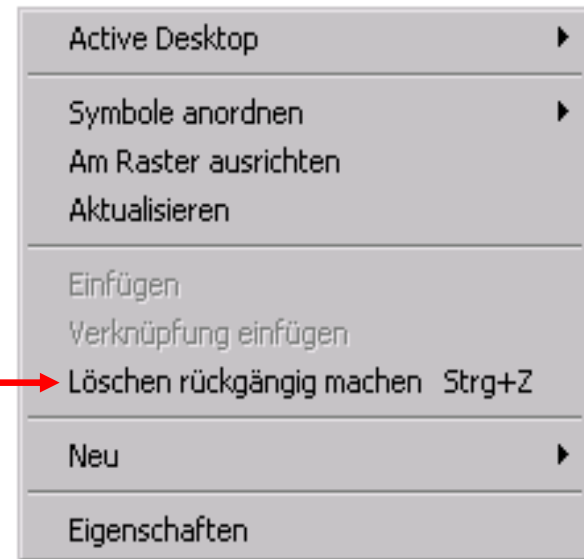 Active Desktop
Symbole anordnen
Am Raster ausrichten
Aktualisieren
Einfügen
Verknüpfung einfügen
Löschen rückgängig machen Strg+Z
Neu
Eigenschaften